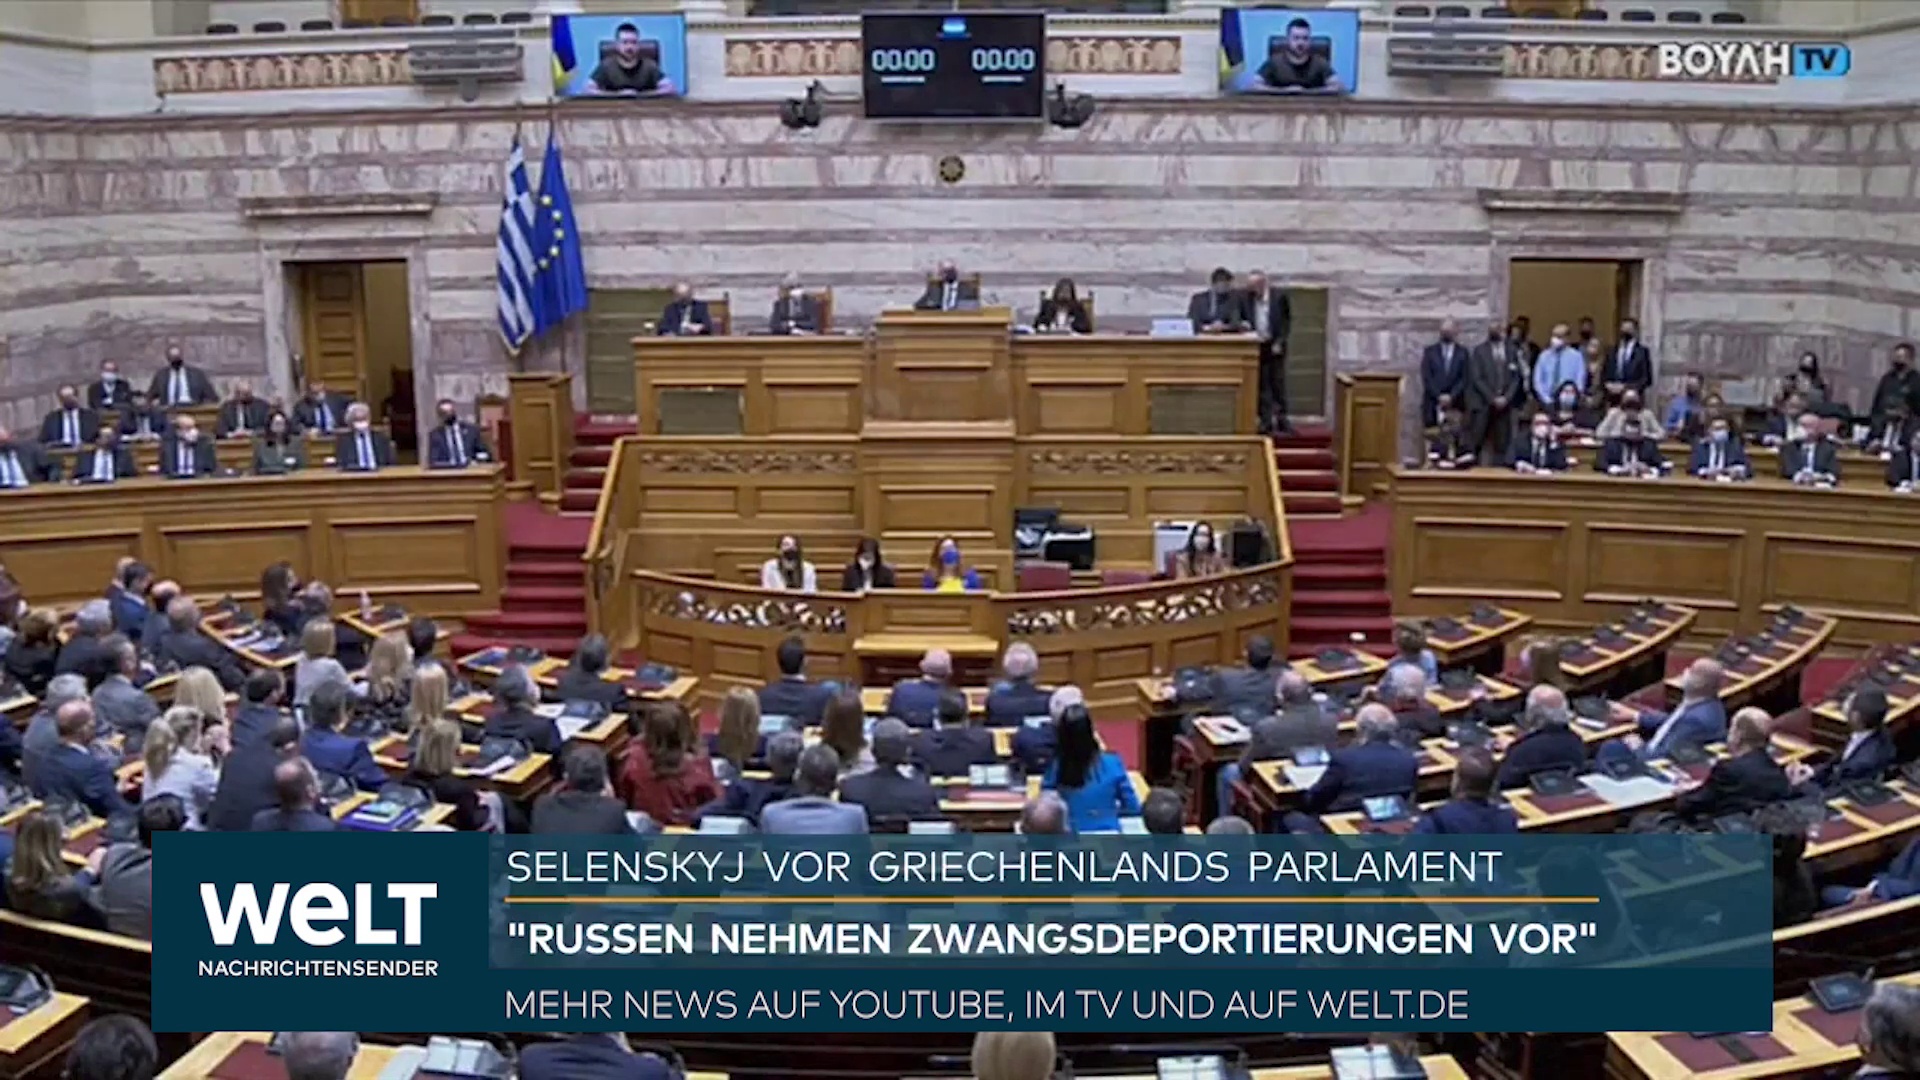 00:00 00:00
ΒΟΥΛΗ TV
SELENSKYJ VOR GRIECHENLANDS PARLAMENT
"RUSSEN NEHMEN ZWANGSDEPORTIERUNGEN VOR"
welt
NACHRICHTENSENDER
MEHR NEWS AUF YOUTUBE, IM TV UND AUF WELT.DE